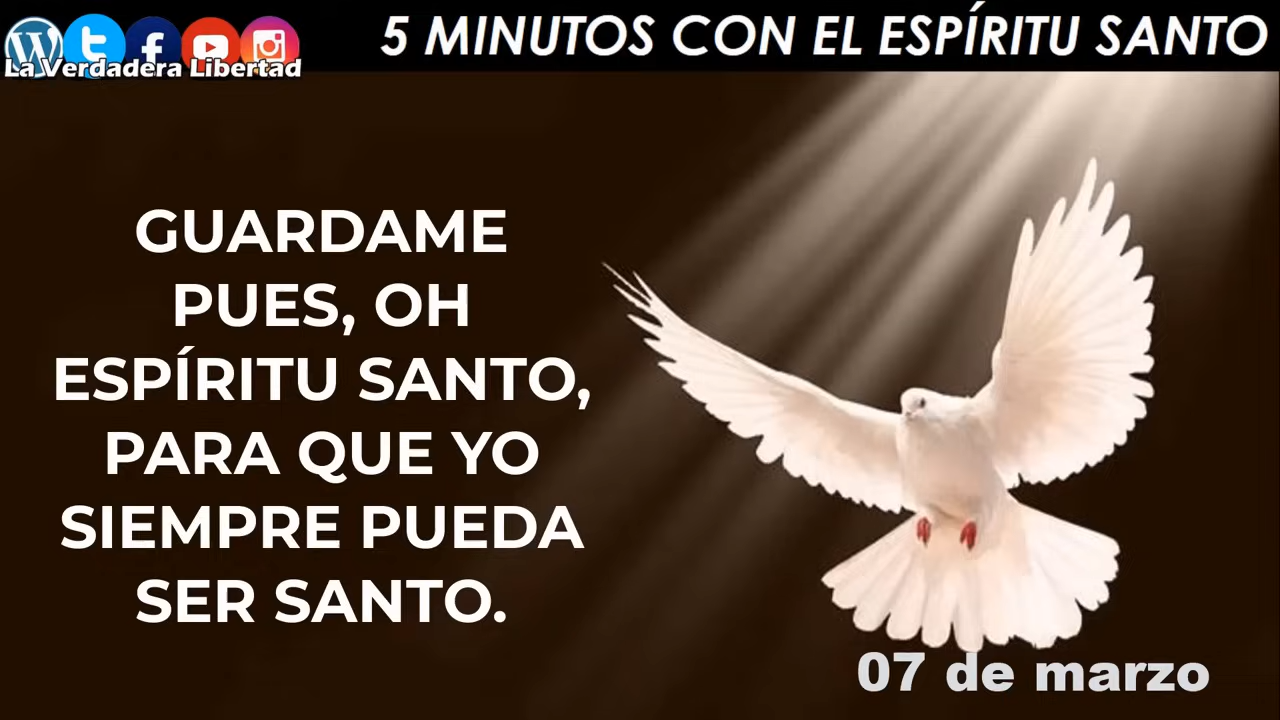 5 MINUTOS CON EL ESPÍRITU SANTO
La Verdadera Libertad
GUARDAME
PUES, OH
ESPÍRITU SANTO,
PARA QUE YO
SIEMPRE PUEDA
SER SANTO.
07 de marzo